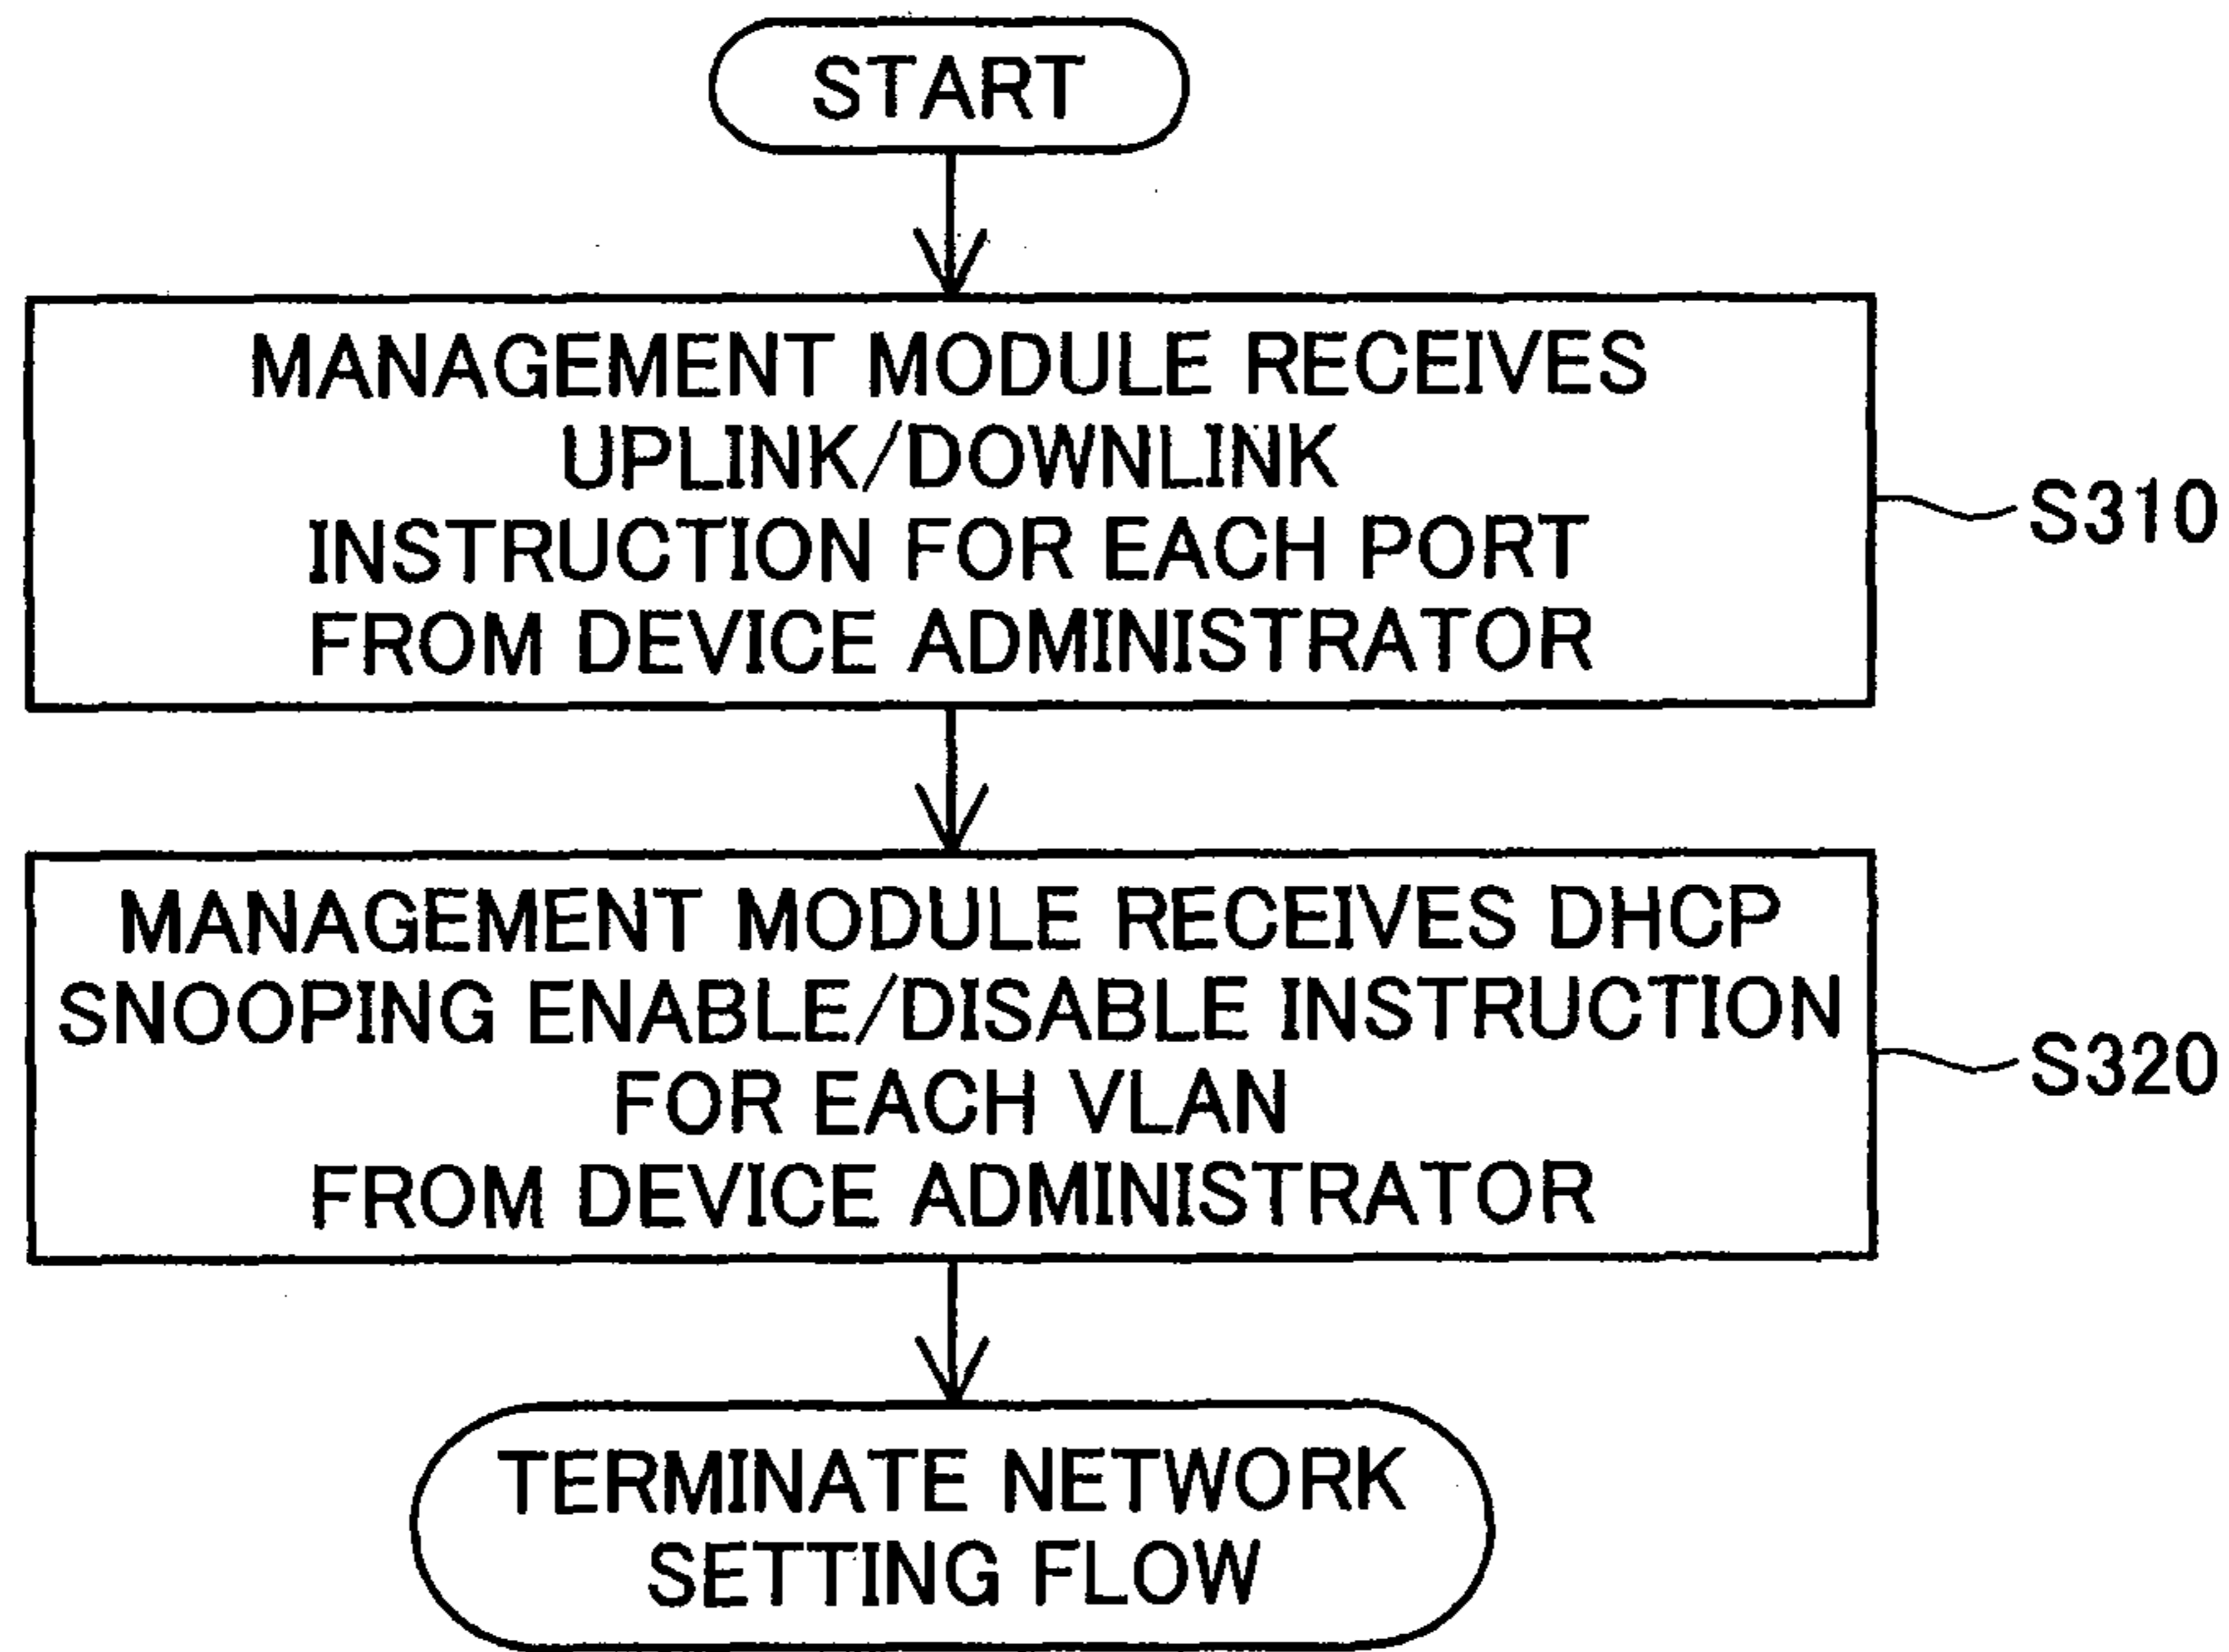 START
MANAGEMENT MODULE RECEIVES
UPLINK/DOWNLINK
INSTRUCTION FOR EACH PORT
FROM DEVICE ADMINISTRATOR
S310
MANAGEMENT MODULE RECEIVES DHCP
SNOOPING ENABLE/DISABLE INSTRUCTION
FOR EACH VLAN
FROM DEVICE ADMINISTRATOR
S320
TERMINATE NETWORK
SETTING FLOW